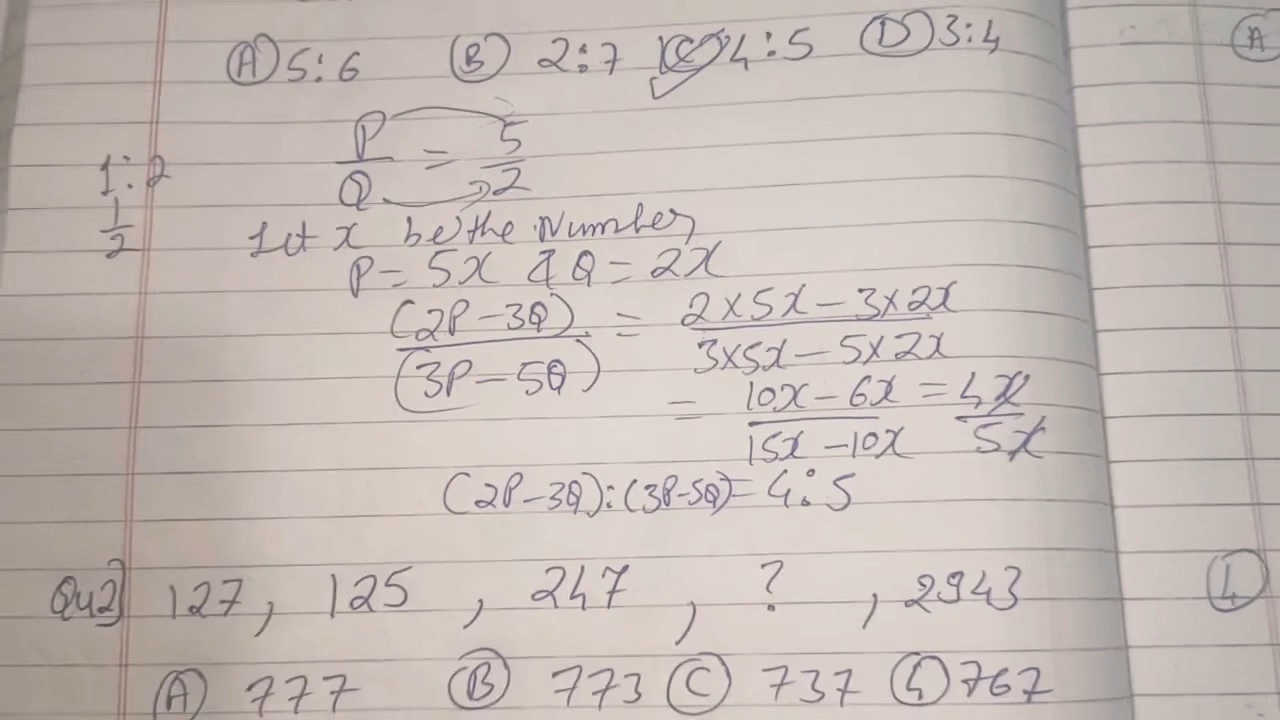 (A) 5:6 (B) 2:7 (C) 4:5 (D) 3:4
(A)
P/Q = 5/2
1:2
1/2
Let x be the Number
P = 5x & Q = 2x
(2P - 3Q)/(3P - 5Q) = (2×5x - 3×2x)/(3×5x - 5×2x)
= (10x - 6x)/(15x - 10x) = 4x/5x
(2P-3Q):(3P-5Q) = 4:5
Qu2] 127, 125, 247, ?, 2943
(A) 777 (B) 773 (C) 737 (4) 767